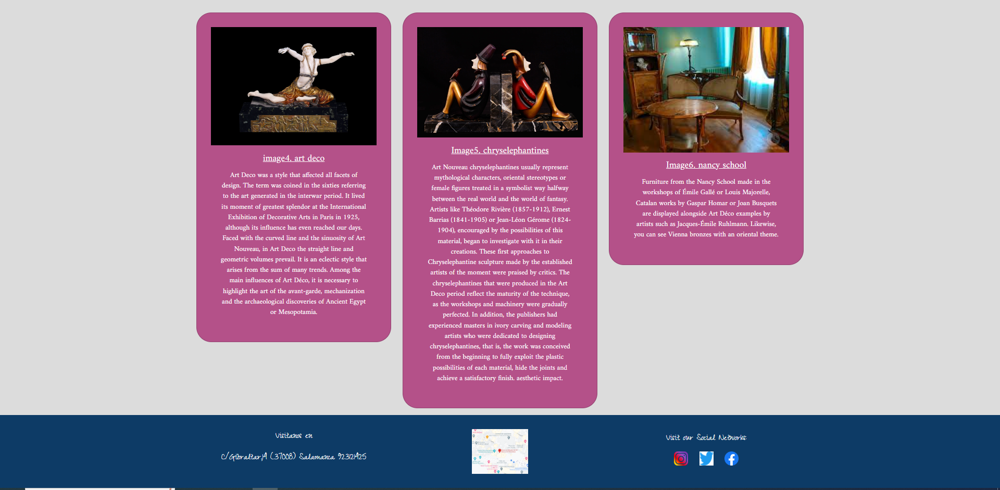 image4. art deco
Art Deco was a style that affected all facets of
design. The term was coined in the sixties referring
to the art generated in the interwar period. It lived
its moment of greatest splendor at the International
Exhibition of Decorative Arts in Paris in 1925,
although its influence has even reached our days.
Faced with the curved line and the sinuosity of Art
Nouveau, in Art Deco the straight line and
geometric volumes prevail. It is an eclectic style that
arises from the sum of many trends. Among the
main influences of Art Déco, it is necessary to
highlight the art of the avant-garde, mechanization
and the archaeological discoveries of Ancient Egypt
or Mesopotamia.
Image5. chryselephantines
Art Nouveau chryselephantines usually represent
mythological characters, oriental stereotypes or
female figures treated in a symbolist way halfway
between the real world and the world of fantasy.
Artists like Théodore Rivière (1857-1912), Ernest
Barrias (1841-1905) or Jean-Léon Gérome (1824-
1904), encouraged by the possibilities of this
material, began to investigate with it in their
creations. These first approaches to
Chryselephantine sculpture made by the established
artists of the moment were praised by critics. The
chryselephantines that were produced in the Art
Deco period reflect the maturity of the technique,
as the workshops and machinery were gradually
perfected. In addition, the publishers had
experienced masters in ivory carving and modeling
artists who were dedicated to designing
chryselephantines, that is, the work was conceived
from the beginning to fully exploit the plastic
possibilities of each material, hide the joints and
achieve a satisfactory finish. aesthetic impact.
Image6. nancy school
Furniture from the Nancy School made in the
workshops of Émile Gallé or Louis Majorelle,
Catalan works by Gaspar Homar or Joan Busquets
are displayed alongside Art Déco examples by
artists such as Jacques-Émile Ruhlmann. Likewise,
you can see Vienna bronzes with an oriental theme.
Visitanos en
C/Gibraltar,14 (37008) Salamanca 923121425
Visit our Social Networks: